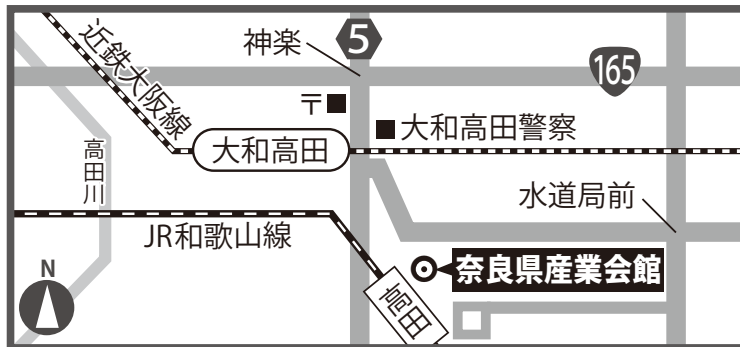 神楽
5
165
近鉄大阪線
〒
大和高田警察
大和高田
高田川
水道局前
JR和歌山線
奈良県産業会館
高田
N